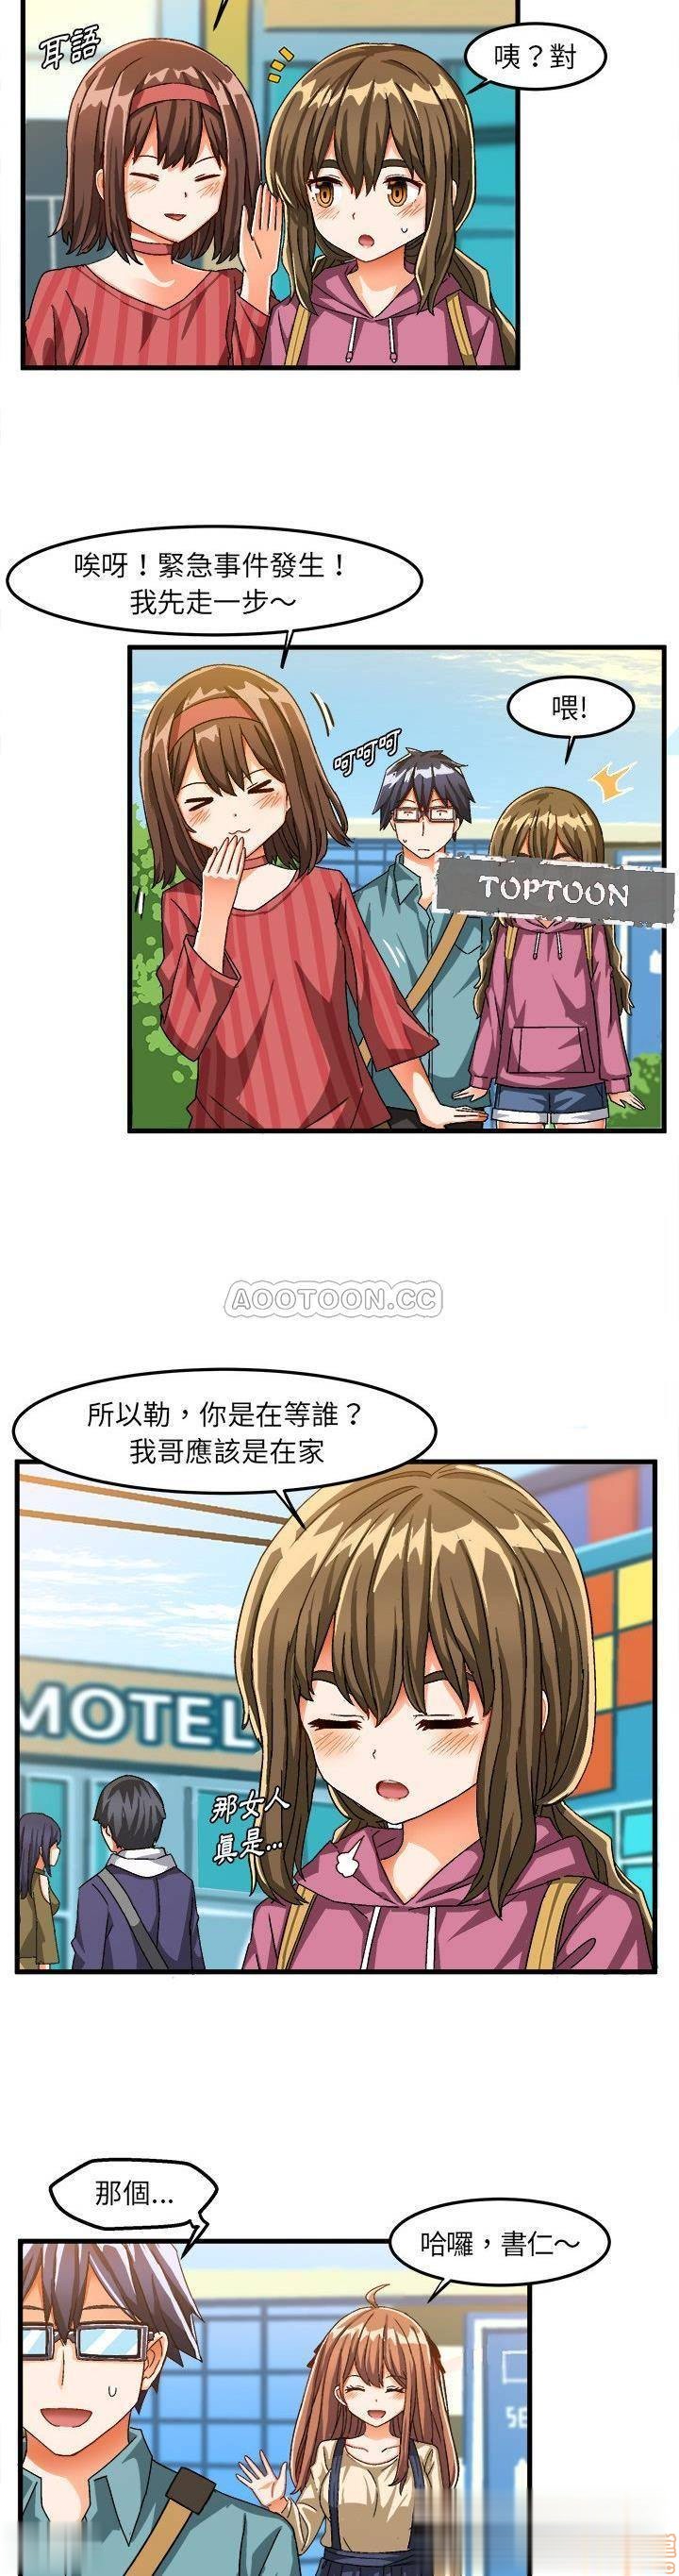 耳語
咦？對
唉呀！緊急事件發生！
我先走一步～
喂!
呵呵呵
TOPTOON
AOOTOON.CC
所以勒，你是在等誰？
我哥應該是在家
MOTEL
那女人
真是...
那個...
哈囉，書仁～
SE